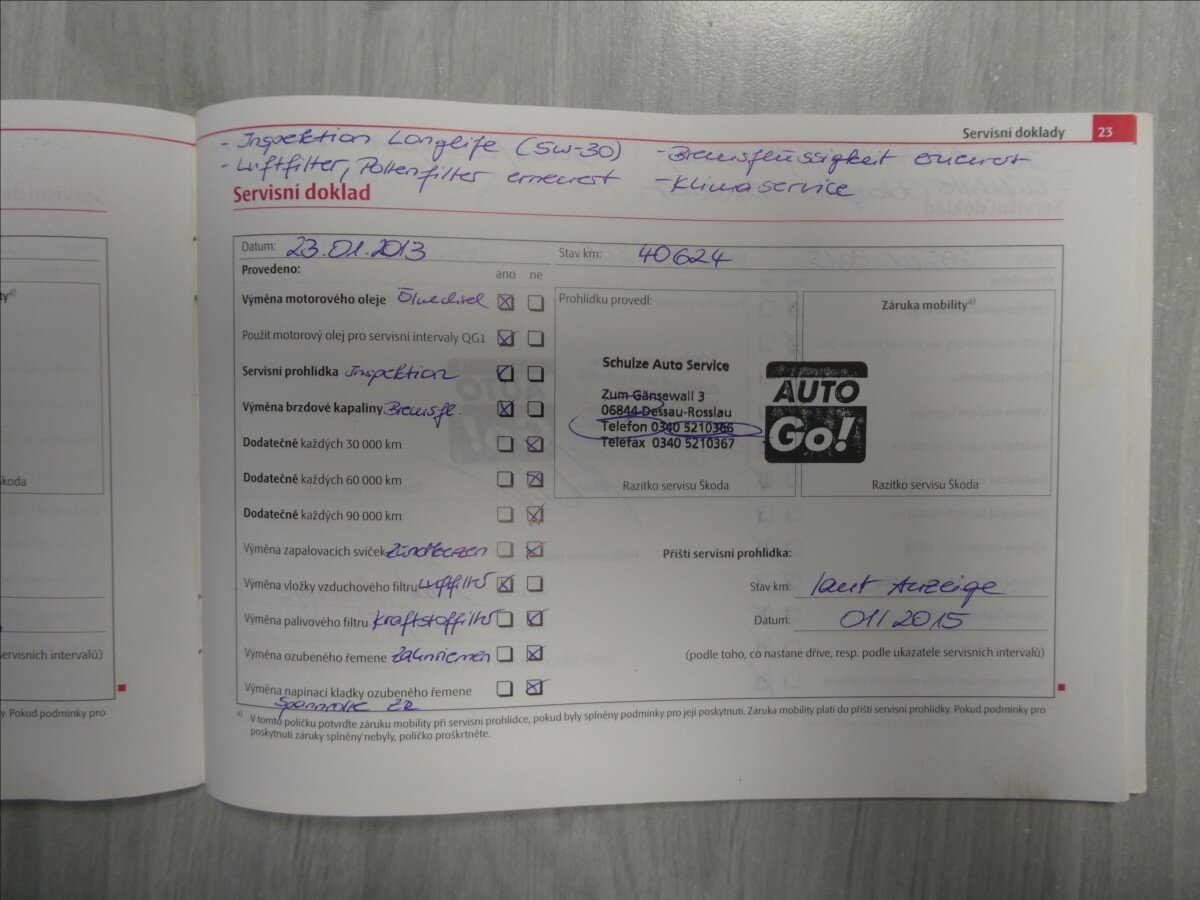 Servisní doklady 23
- Inspektion Longlife (5W-30) - Bremsflüssigkeit erneuert
- Luftfilter, Pollenfilter erneuert - Klimaservice
Servisní doklad
Datum: 23.01.2013 Stav km: 40624
Provedeno: ano ne
Výměna motorového oleje Ölwechsel
Použit motorový olej pro servisní intervaly QG1
Servisní prohlídka Inspektion
Výměna brzdové kapaliny Bremsfl.
Dodatečně každých 30 000 km
Dodatečně každých 60 000 km
Dodatečně každých 90 000 km
Výměna zapalovacích svíček Zündkerzen
Výměna vložky vzduchového filtru Luftfilter
Výměna palivového filtru Kraftstofffilter
Výměna ozubeného řemene Zahnriemen
Výměna napínací kladky ozubeného řemene
Spannrolle ZR
Prohlídku provedl:
Schulze Auto Service
Zum Gänsewall 3
06844 Dessau-Rosslau
Telefon 0340 5210366
Telefax 0340 5210367
Razítko servisu Škoda
Záruka mobility a)
AUTO
Go!
Razítko servisu Škoda
Příští servisní prohlídka:
Stav km: laut Anzeige
Datum: 01/2015
(podle toho, co nastane dříve, resp. podle ukazatele servisních intervalů)
a) V tomto políčku potvrďte záruku mobility při servisní prohlídce, pokud byly splněny podmínky pro její poskytnutí. Záruka mobility platí do příští servisní prohlídky. Pokud podmínky pro
poskytnutí záruky splněny nebyly, políčko proškrtněte.
a)
koda
servisních intervalů)
y. Pokud podmínky pro